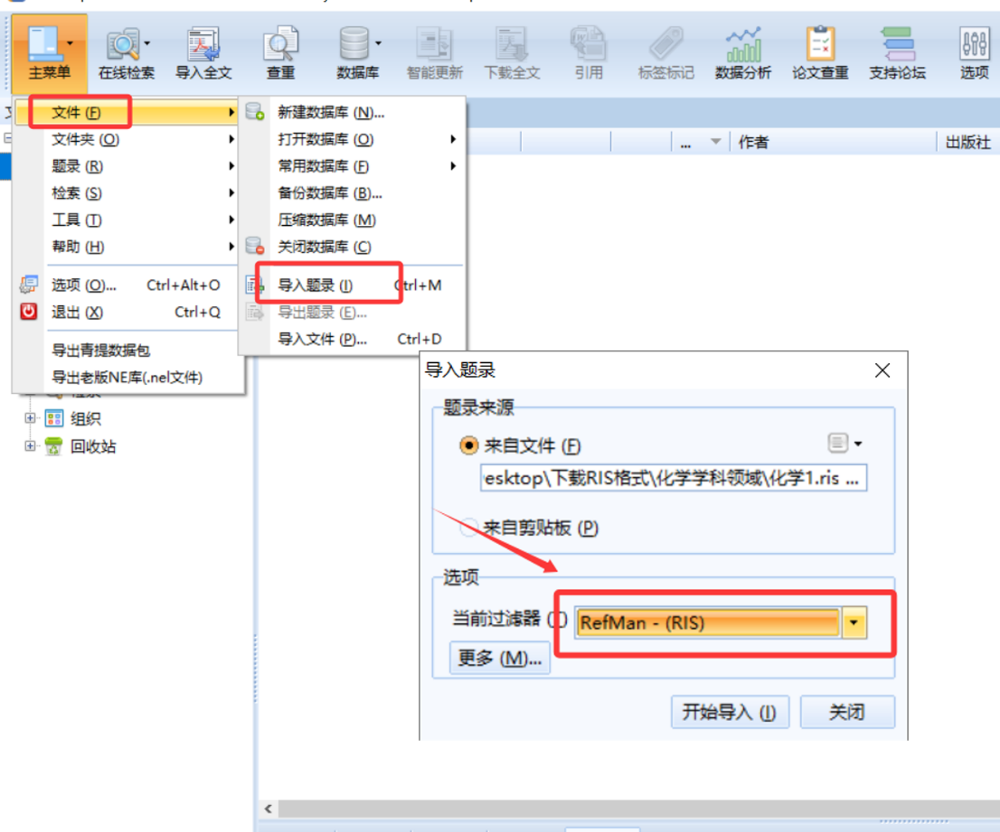 主菜单 在线检索 导入全文 查重 数据库 智能更新 下载全文 引用 标签标记 数据分析 论文查重 支持论坛 选项
文件 (F)
文件夹 (O)
题录 (R)
检索 (S)
工具 (T)
帮助 (H)
选项 (O)... Ctrl+Alt+O
退出 (X) Ctrl+Q
导出青提数据包
导出老版NE库(.nel文件)
新建数据库 (N)...
打开数据库 (O)
常用数据库 (F)
备份数据库 (B)...
压缩数据库 (M)
关闭数据库 (C)
导入题录 (I) Ctrl+M
导出题录 (E)...
导入文件 (P)... Ctrl+D
... 作者 出版社
组织
回收站
导入题录
题录来源
来自文件 (F)
esktop\下载RIS格式\化学学科领域\化学1.ris ...
来自剪贴板 (P)
选项
当前过滤器
RefMan - (RIS)
更多 (M)...
开始导入 (I) 关闭